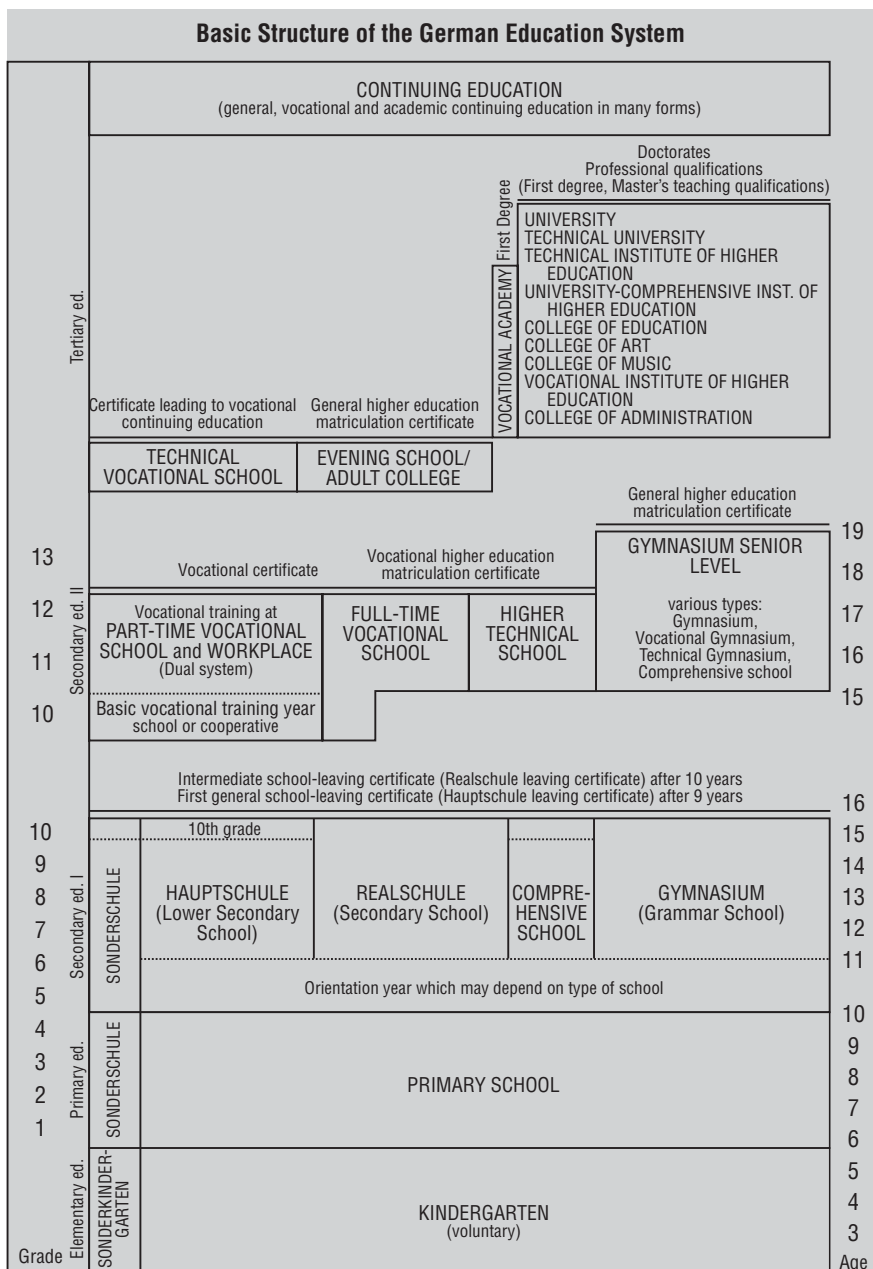 Basic Structure of the German Education System
CONTINUING EDUCATION
(general, vocational and academic continuing education in many forms)
Doctorates
Professional qualifications
(First degree, Master's teaching qualifications)
First Degree
VOCATIONAL ACADEMY
UNIVERSITY
TECHNICAL UNIVERSITY
TECHNICAL INSTITUTE OF HIGHER
EDUCATION
UNIVERSITY-COMPREHENSIVE INST. OF
HIGHER EDUCATION
COLLEGE OF EDUCATION
COLLEGE OF ART
COLLEGE OF MUSIC
VOCATIONAL INSTITUTE OF HIGHER
EDUCATION
COLLEGE OF ADMINISTRATION
Tertiary ed.
Certificate leading to vocational
continuing education
General higher education
matriculation certificate
TECHNICAL
VOCATIONAL SCHOOL
EVENING SCHOOL/
ADULT COLLEGE
General higher education
matriculation certificate
19
13
Vocational certificate
Vocational higher education
matriculation certificate
GYMNASIUM SENIOR
LEVEL
various types:
Gymnasium,
Vocational Gymnasium,
Technical Gymnasium,
Comprehensive school
18
12
17
11
16
10
15
Secondary ed. II
Vocational training at
PART-TIME VOCATIONAL
SCHOOL and WORKPLACE
(Dual system)
FULL-TIME
VOCATIONAL
SCHOOL
HIGHER
TECHNICAL
SCHOOL
Basic vocational training year
school or cooperative
Intermediate school-leaving certificate (Realschule leaving certificate) after 10 years
First general school-leaving certificate (Hauptschule leaving certificate) after 9 years
16
10
10th grade
15
9
14
8
13
7
12
6
11
5
Secondary ed. I
SONDERSCHULE
HAUPTSCHULE
(Lower Secondary
School)
REALSCHULE
(Secondary School)
COMPRE-
HENSIVE
SCHOOL
GYMNASIUM
(Grammar School)
Orientation year which may depend on type of school
10
4
9
3
8
2
7
1
6
Primary ed.
SONDERSCHULE
PRIMARY SCHOOL
5
4
3
Elementary ed.
SONDERKINDER-
GARTEN
KINDERGARTEN
(voluntary)
Grade
Age